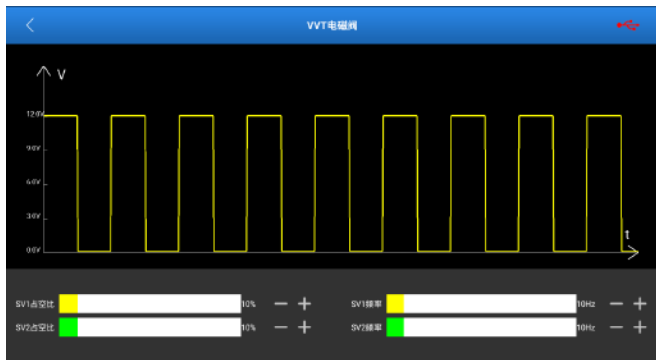 VVT电磁阀
V
12.0V
9.0V
6.0V
3.0V
0.0V
t
SV1占空比 10% — + SV1频率 10Hz — +
SV2占空比 10% — + SV2频率 10Hz — +